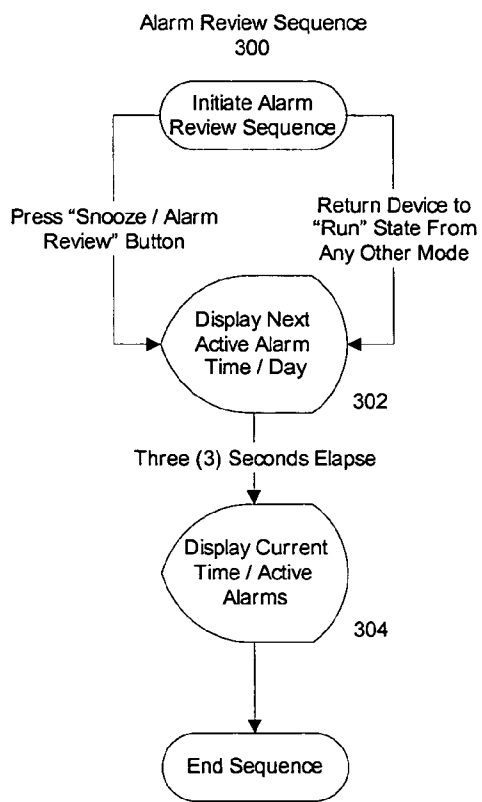 Alarm Review Sequence
300
Initiate Alarm
Review Sequence
Press “Snooze / Alarm
Review” Button
Return Device to
“Run” State From
Any Other Mode
Display Next
Active Alarm
Time / Day
302
Three (3) Seconds Elapse
Display Current
Time / Active
Alarms
304
End Sequence